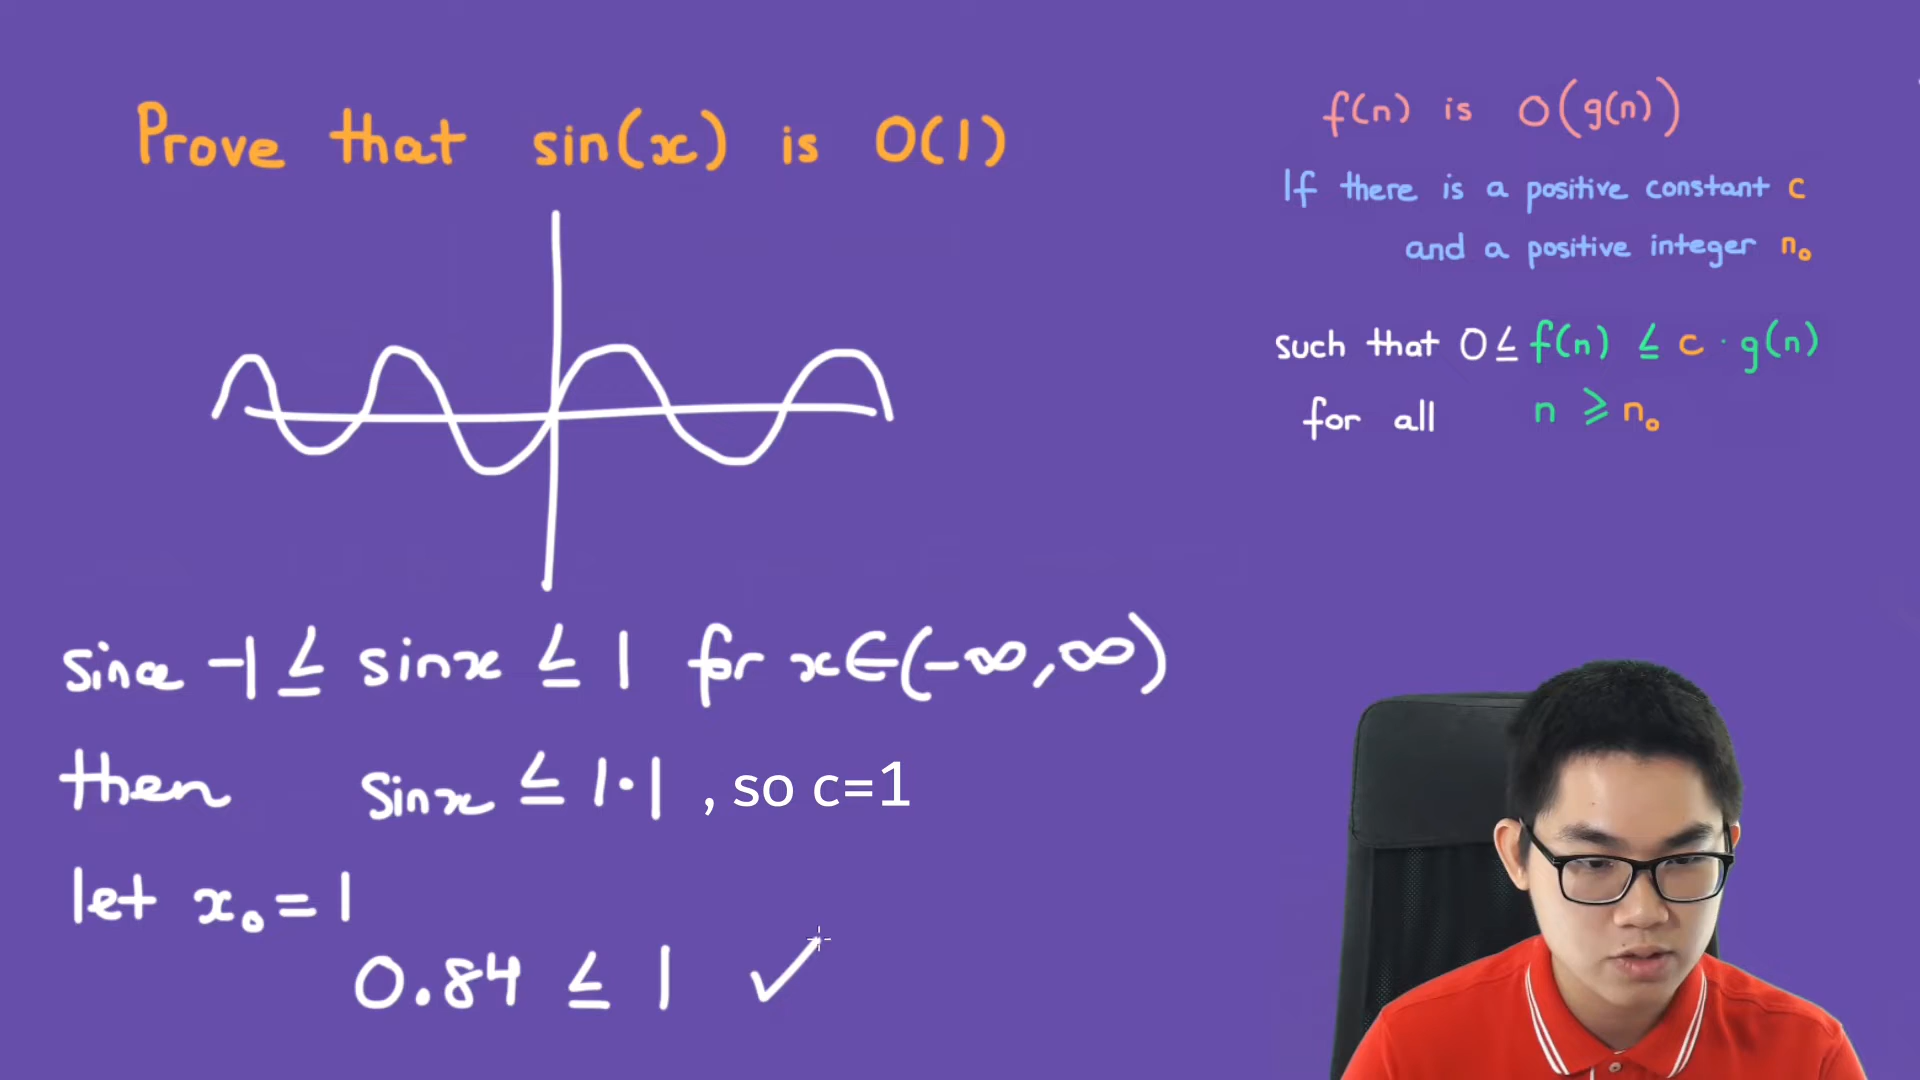 Prove that sin(x) is O(1)
f(n) is O(g(n))
If there is a positive constant c
and a positive integer n₀
such that 0 ≤ f(n) ≤ c · g(n)
for all n ⩾ n₀
since -1 ≤ sinx ≤ 1 for x∈(-∞,∞)
then sinx ≤ 1·1 , so c=1
let x₀ = 1
0.84 ≤ 1 ✓